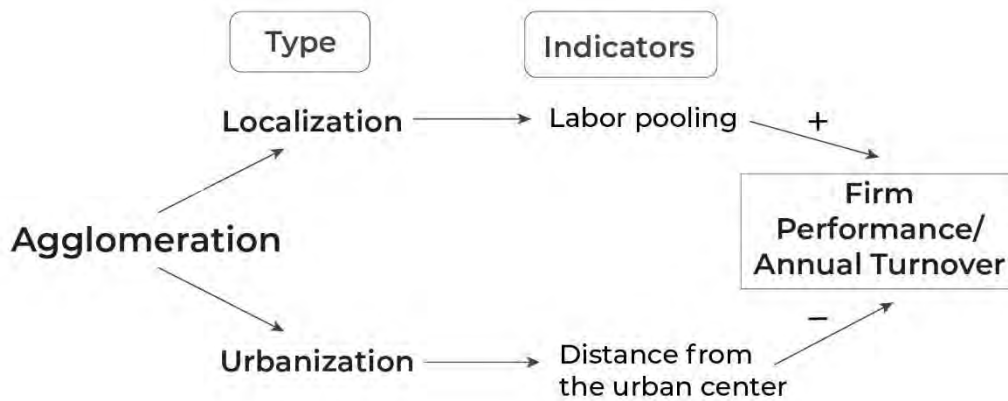 Type
Indicators
Localization
Labor pooling
+
Firm
Performance/
Annual Turnover
Agglomeration
−
Urbanization
Distance from
the urban center